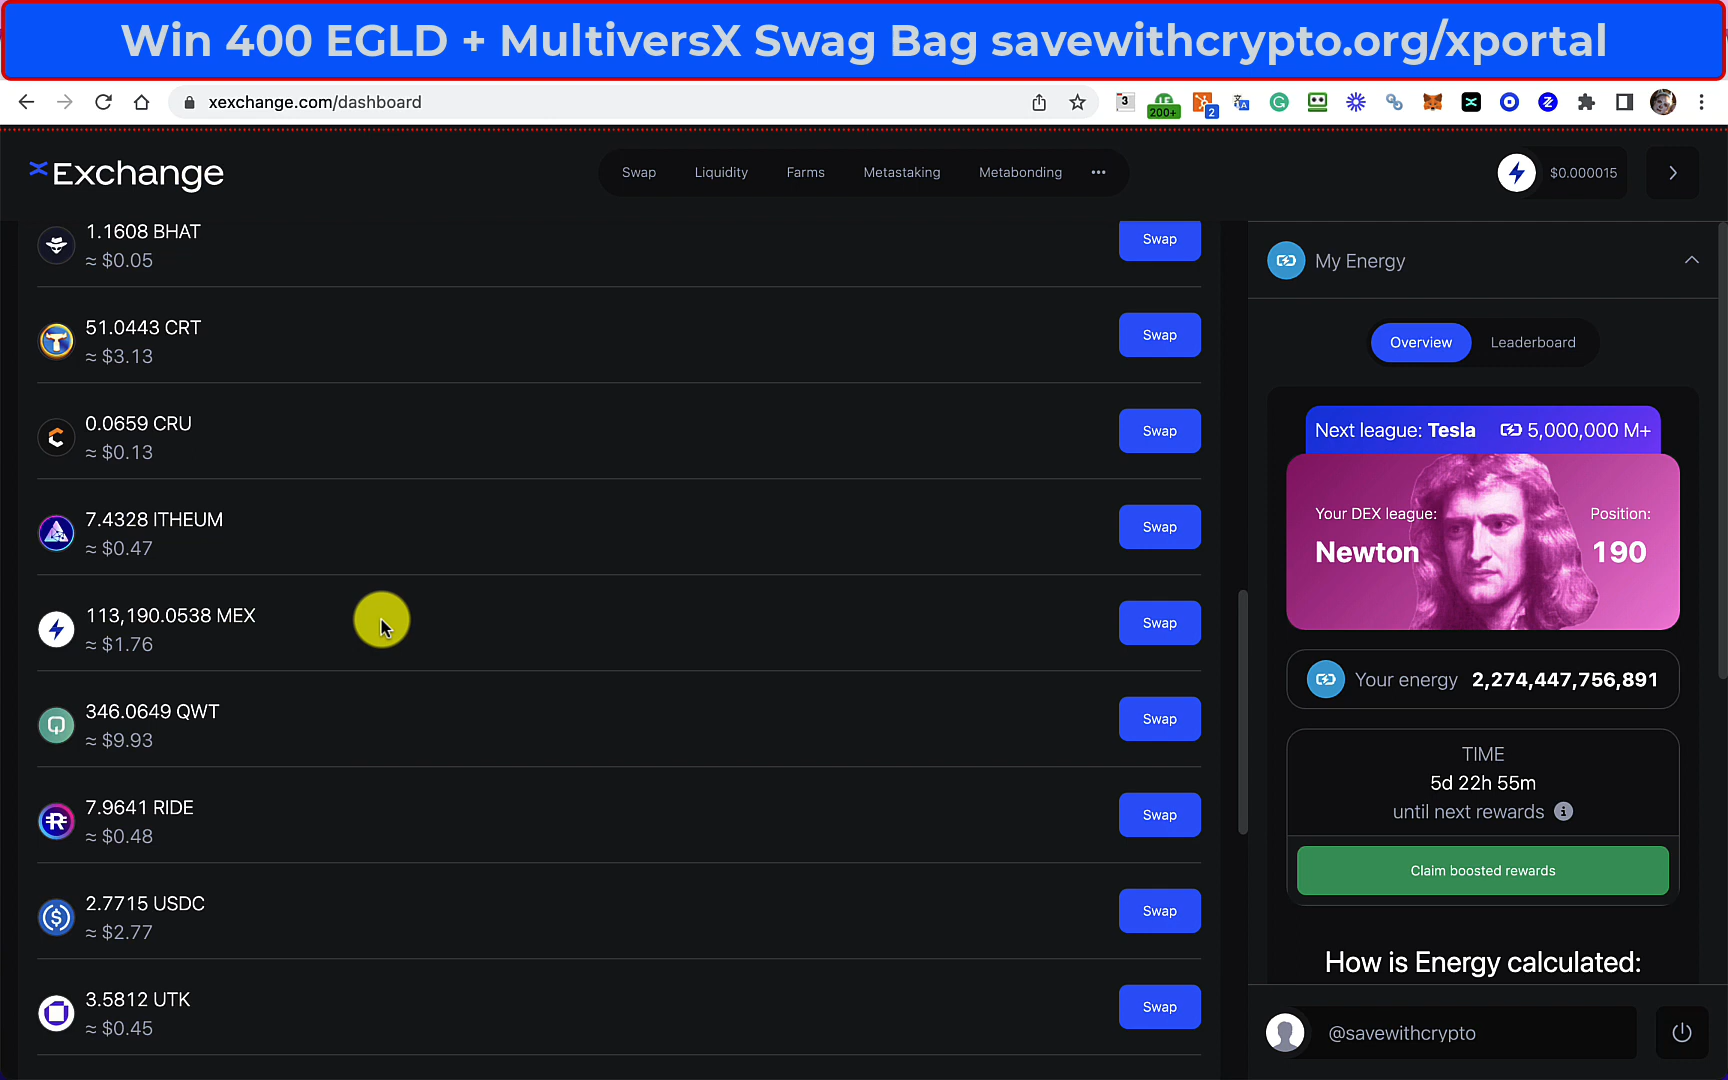 Win 400 EGLD + MultiversX Swag Bag savewithcrypto.org/xportal
xexchange.com/dashboard
3
200+
2
Exchange
Swap
Liquidity
Farms
Metastaking
Metabonding
$0.000015
1.1608 BHAT
≈ $0.05
Swap
51.0443 CRT
≈ $3.13
Swap
0.0659 CRU
≈ $0.13
Swap
7.4328 ITHEUM
≈ $0.47
Swap
113,190.0538 MEX
≈ $1.76
Swap
346.0649 QWT
≈ $9.93
Swap
7.9641 RIDE
≈ $0.48
Swap
2.7715 USDC
≈ $2.77
Swap
3.5812 UTK
≈ $0.45
Swap
My Energy
Overview
Leaderboard
Next league: Tesla
5,000,000 M+
Your DEX league:
Position:
Newton
190
Your energy
2,274,447,756,891
TIME
5d 22h 55m
until next rewards
Claim boosted rewards
How is Energy calculated:
@savewithcrypto